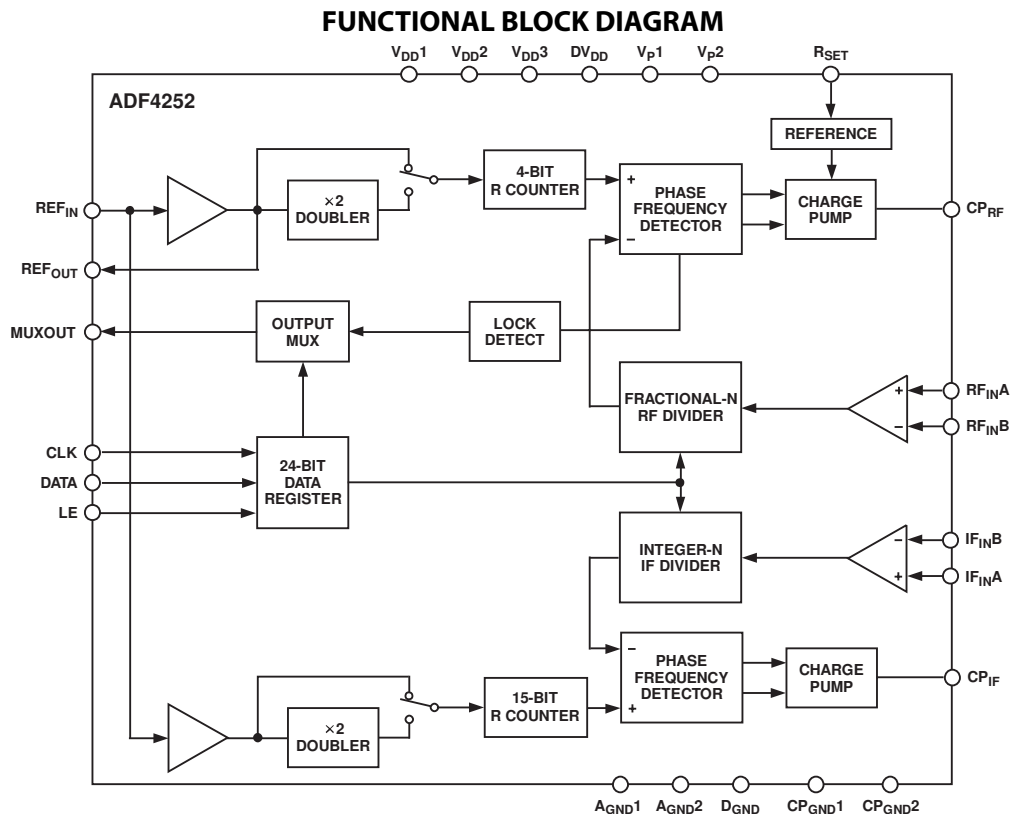 FUNCTIONAL BLOCK DIAGRAM
VDD1 VDD2 VDD3 DVDD VP1 VP2 RSET
ADF4252
REFERENCE
4-BIT
R COUNTER
+
PHASE
FREQUENCY
DETECTOR
−
CHARGE
PUMP
CPRF
REFIN
×2
DOUBLER
REFOUT
MUXOUT
OUTPUT
MUX
LOCK
DETECT
FRACTIONAL-N
RF DIVIDER
+
−
RFINA
RFINB
CLK
DATA
LE
24-BIT
DATA
REGISTER
INTEGER-N
IF DIVIDER
−
+
IFINB
IFINA
−
PHASE
FREQUENCY
DETECTOR
+
CHARGE
PUMP
CPIF
×2
DOUBLER
15-BIT
R COUNTER
AGND1 AGND2 DGND CPGND1 CPGND2